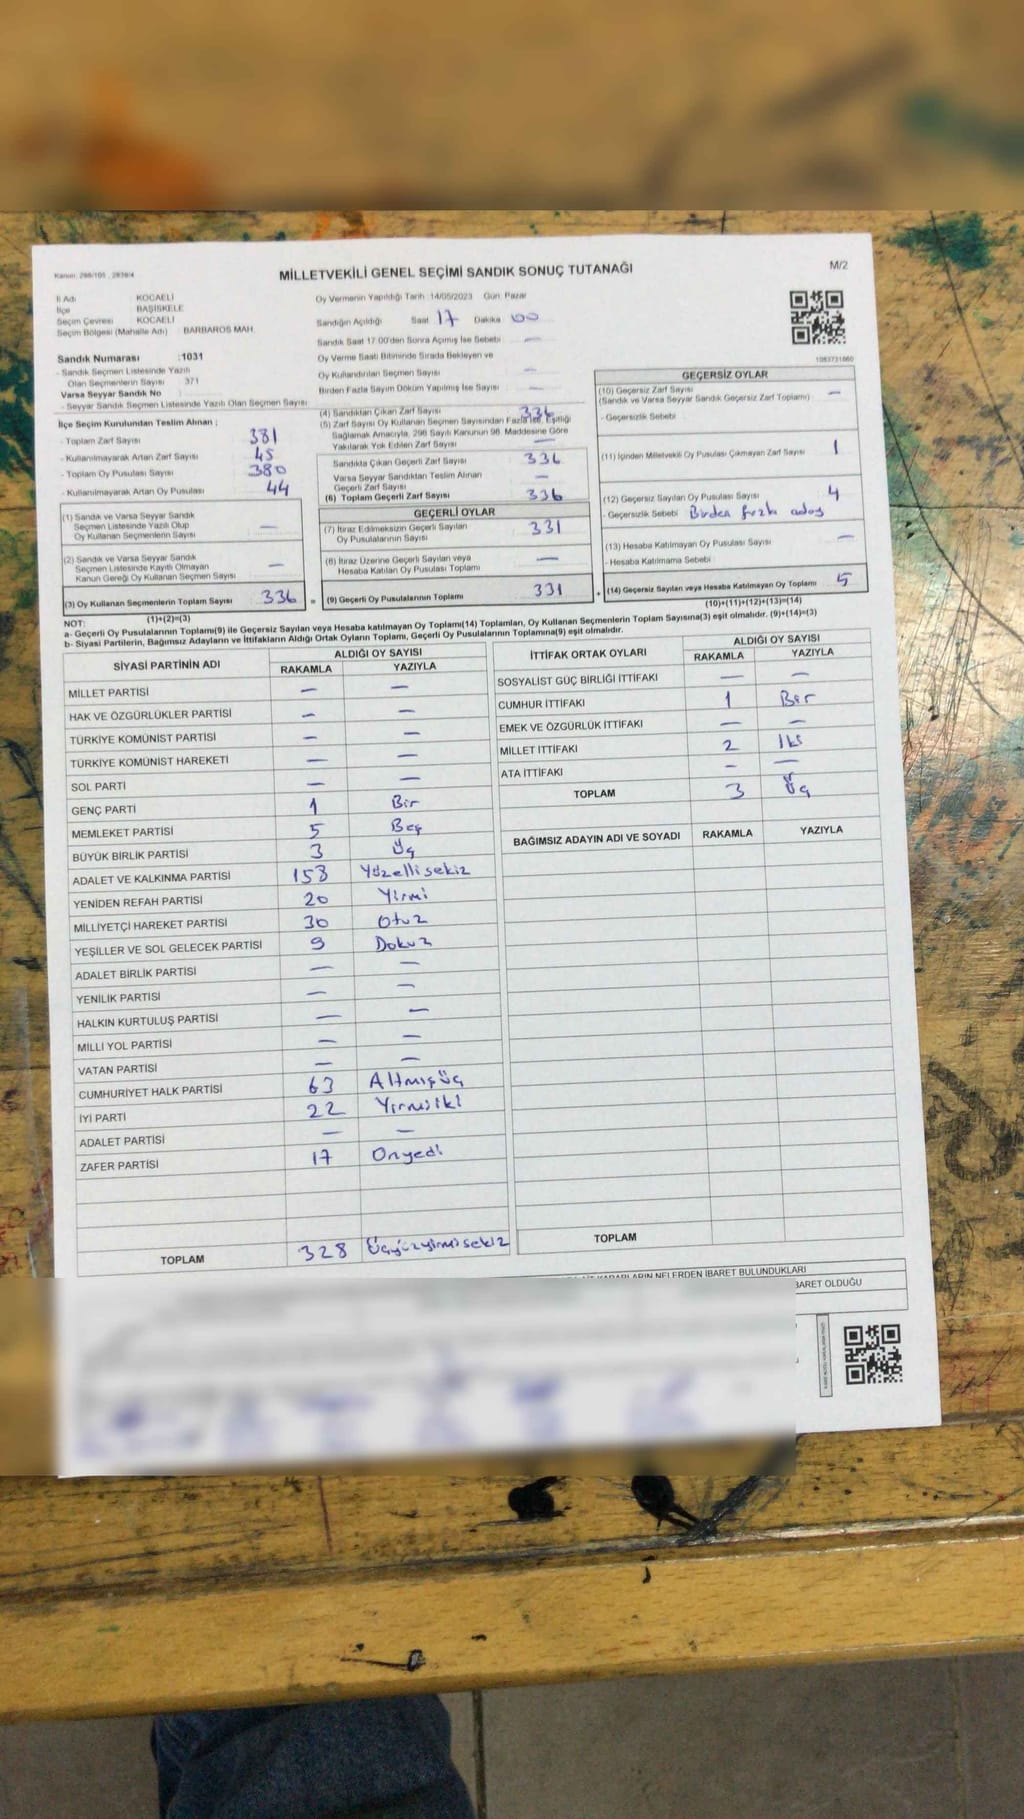 Kanun: 298/105 , 2839/4
MİLLETVEKİLİ GENEL SEÇİMİ SANDIK SONUÇ TUTANAĞI
M/2
İl Adı : KOCAELİ
İlçe : BAŞİSKELE
Seçim Çevresi : KOCAELİ
Seçim Bölgesi (Mahalle Adı) : BARBAROS MAH.
Sandık Numarası :1031
- Sandık Seçmen Listesinde Yazılı
Olan Seçmenlerin Sayısı : 371
Varsa Seyyar Sandık No
- Seyyar Sandık Seçmen Listesinde Yazılı Olan Seçmen Sayısı
İlçe Seçim Kurulundan Teslim Alınan ;
- Toplam Zarf Sayısı 381
- Kullanılmayarak Artan Zarf Sayısı 45
- Toplam Oy Pusulası Sayısı 380
- Kullanılmayarak Artan Oy Pusulası 44
(1) Sandık ve Varsa Seyyar Sandık
Seçmen Listesinde Yazılı Olup
Oy Kullanan Seçmenlerin Sayısı —
(2) Sandık ve Varsa Seyyar Sandık
Seçmen Listesinde Kayıtlı Olmayan
Kanun Gereği Oy Kullanan Seçmen Sayısı —
(3) Oy Kullanan Seçmenlerin Toplam Sayısı 336 =
Oy Vermenin Yapıldığı Tarih 14/05/2023 Gün: Pazar
Sandığın Açıldığı Saat 17 Dakika 00
Sandık Saat 17.00'den Sonra Açmış İse Sebebi —
Oy Verme Saati Bitiminde Sırada Bekleyen ve
Oy Kullandırılan Seçmen Sayısı —
Birden Fazla Sayım Döküm Yapılmış İse Sayısı —
(4) Sandıktan Çıkan Zarf Sayısı 336
(5) Zarf Sayısı Oy Kullanan Seçmen Sayısından Fazla İse, Eşitliği
Sağlamak Amacıyla, 298 Sayılı Kanunun 98. Maddesine Göre
Yakılarak Yok Edilen Zarf Sayısı —
Sandıkta Çıkan Geçerli Zarf Sayısı 336
Varsa Seyyar Sandıktan Teslim Alınan
Geçerli Zarf Sayısı —
(6) Toplam Geçerli Zarf Sayısı 336
GEÇERLİ OYLAR
(7) İtiraz Edilmeksizin Geçerli Sayılan
Oy Pusulalarının Sayısı 331
(8) İtiraz Üzerine Geçerli Sayılan veya
Hesaba Katılan Oy Pusulası Toplamı —
(9) Geçerli Oy Pusulalarının Toplamı 331 +
1083731860
GEÇERSİZ OYLAR
(10) Geçersiz Zarf Sayısı
(Sandık ve Varsa Seyyar Sandık Geçersiz Zarf Toplamı) —
- Geçersizlik Sebebi
(11) İçinden Milletvekili Oy Pusulası Çıkmayan Zarf Sayısı 1
(12) Geçersiz Sayılan Oy Pusulası Sayısı 4
- Geçersizlik Sebebi Birden fazla aday
(13) Hesaba Katılmayan Oy Pusulası Sayısı —
- Hesaba Katılmama Sebebi
(14) Geçersiz Sayılan veya Hesaba Katılmayan Oy Toplamı 5
NOT: (1)+(2)=(3) (10)+(11)+(12)+(13)=(14)
a- Geçerli Oy Pusulalarının Toplamı(9) ile Geçersiz Sayılan veya Hesaba katılmayan Oy Toplamı(14) Toplamları, Oy Kullanan Seçmenlerin Toplam Sayısına(3) eşit olmalıdır. (9)+(14)=(3)
b- Siyasi Partilerin, Bağımsız Adayların ve İttifakların Aldığı Ortak Oyların Toplamı, Geçerli Oy Pusulalarının Toplamına(9) eşit olmalıdır.
SİYASİ PARTİNİN ADI ALDIĞI OY SAYISI
RAKAMLA YAZIYLA
MİLLET PARTİSİ — —
HAK VE ÖZGÜRLÜKLER PARTİSİ — —
TÜRKİYE KOMÜNİST PARTİSİ — —
TÜRKİYE KOMÜNİST HAREKETİ — —
SOL PARTİ — —
GENÇ PARTİ 1 Bir
MEMLEKET PARTİSİ 5 Beş
BÜYÜK BİRLİK PARTİSİ 3 Üç
ADALET VE KALKINMA PARTİSİ 158 Yüzellisekiz
YENİDEN REFAH PARTİSİ 20 Yirmi
MİLLİYETÇİ HAREKET PARTİSİ 30 Otuz
YEŞİLLER VE SOL GELECEK PARTİSİ 9 Dokuz
ADALET BİRLİK PARTİSİ — —
YENİLİK PARTİSİ — —
HALKIN KURTULUŞ PARTİSİ — —
MİLLİ YOL PARTİSİ — —
VATAN PARTİSİ — —
CUMHURİYET HALK PARTİSİ 63 Altmışüç
İYİ PARTİ 22 Yirmiiki
ADALET PARTİSİ — —
ZAFER PARTİSİ 17 Onyedi
TOPLAM 328 Üçyüzyirmisekiz
İTTİFAK ORTAK OYLARI ALDIĞI OY SAYISI
RAKAMLA YAZIYLA
SOSYALİST GÜÇ BİRLİĞİ İTTİFAKI — —
CUMHUR İTTİFAKI 1 Bir
EMEK VE ÖZGÜRLÜK İTTİFAKI — —
MİLLET İTTİFAKI 2 İki
ATA İTTİFAKI — —
TOPLAM 3 Üç
BAĞIMSIZ ADAYIN ADI VE SOYADI RAKAMLA YAZIYLA
TOPLAM
KARARLARIN NELERDEN İBARET BULUNDUKLARI
İBARET OLDUĞU